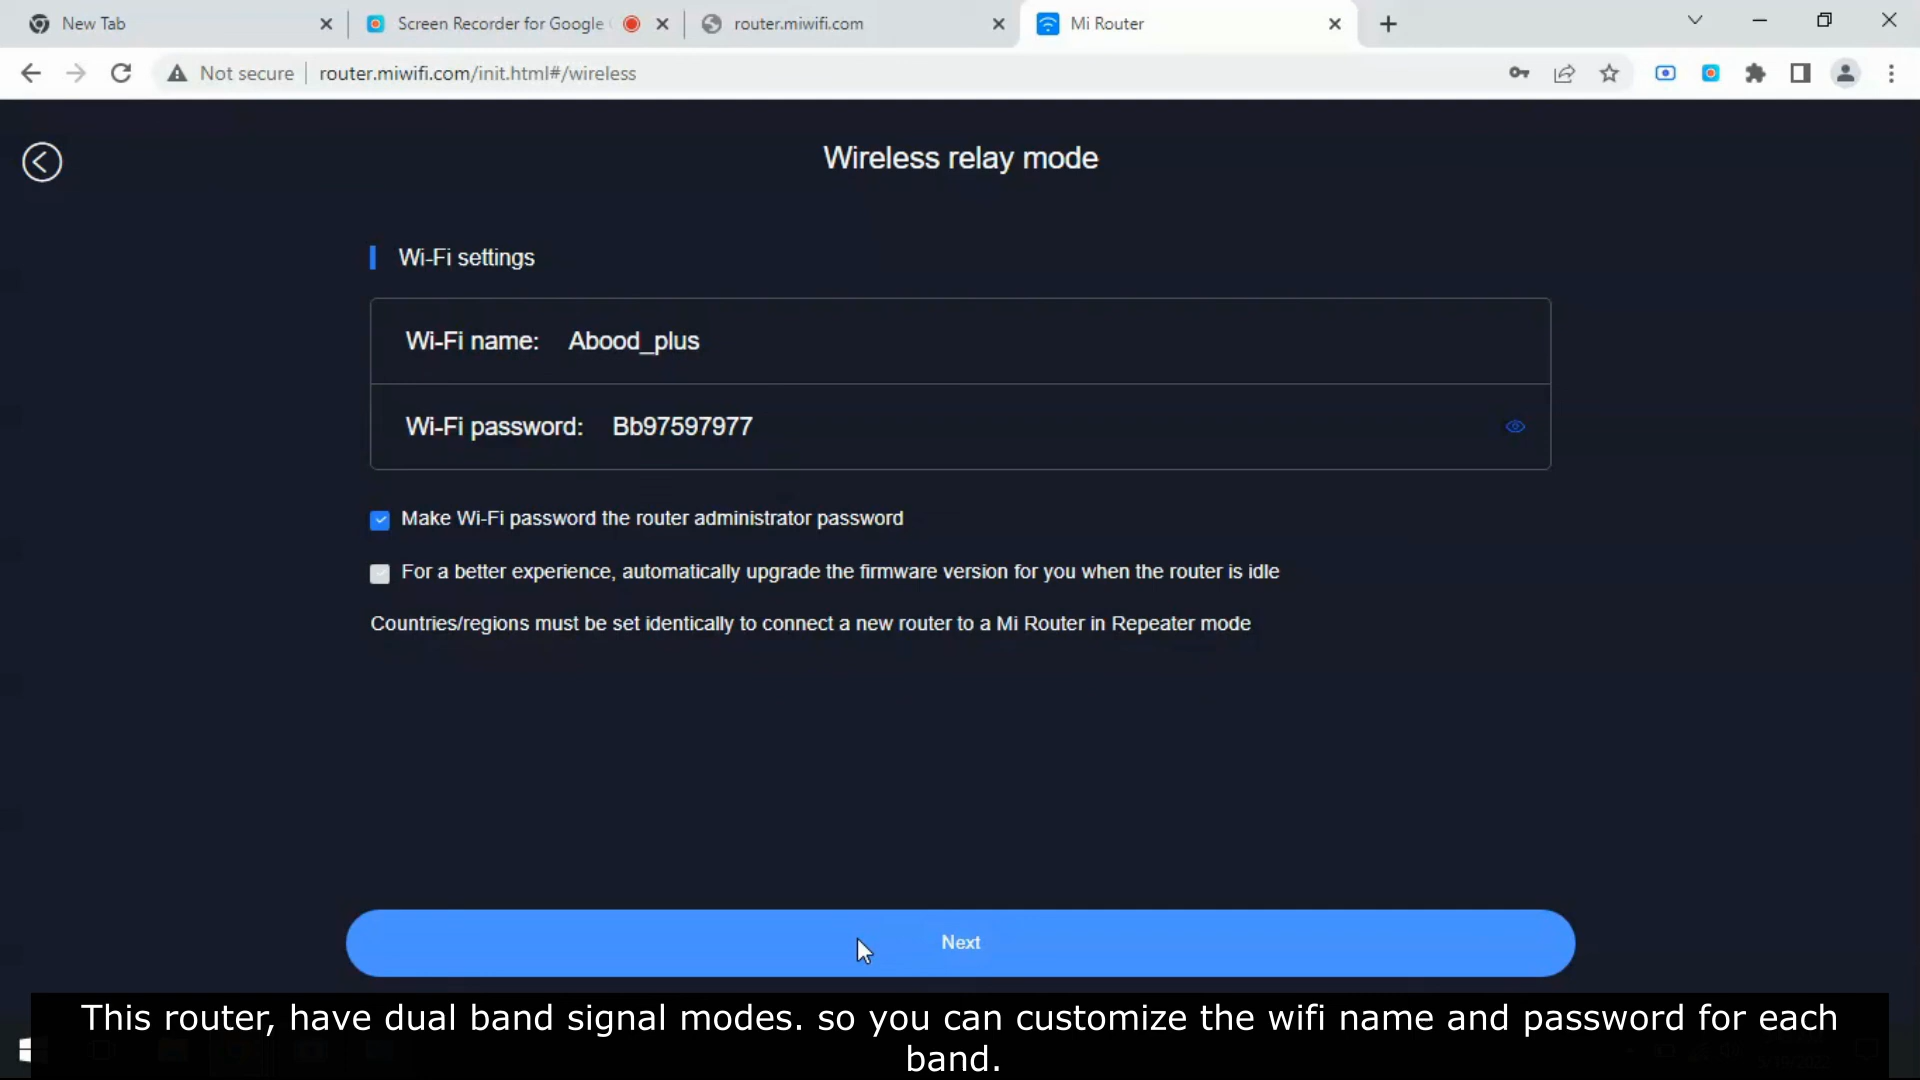 New Tab
Screen Recorder for Google
router.miwifi.com
Mi Router
Not secure
router.miwifi.com/init.html#/wireless
Wireless relay mode
Wi-Fi settings
Wi-Fi name: Abood_plus
Wi-Fi password: Bb97597977
Make Wi-Fi password the router administrator password
For a better experience, automatically upgrade the firmware version for you when the router is idle
Countries/regions must be set identically to connect a new router to a Mi Router in Repeater mode
Next
This router, have dual band signal modes. so you can customize the wifi name and password for each
band.